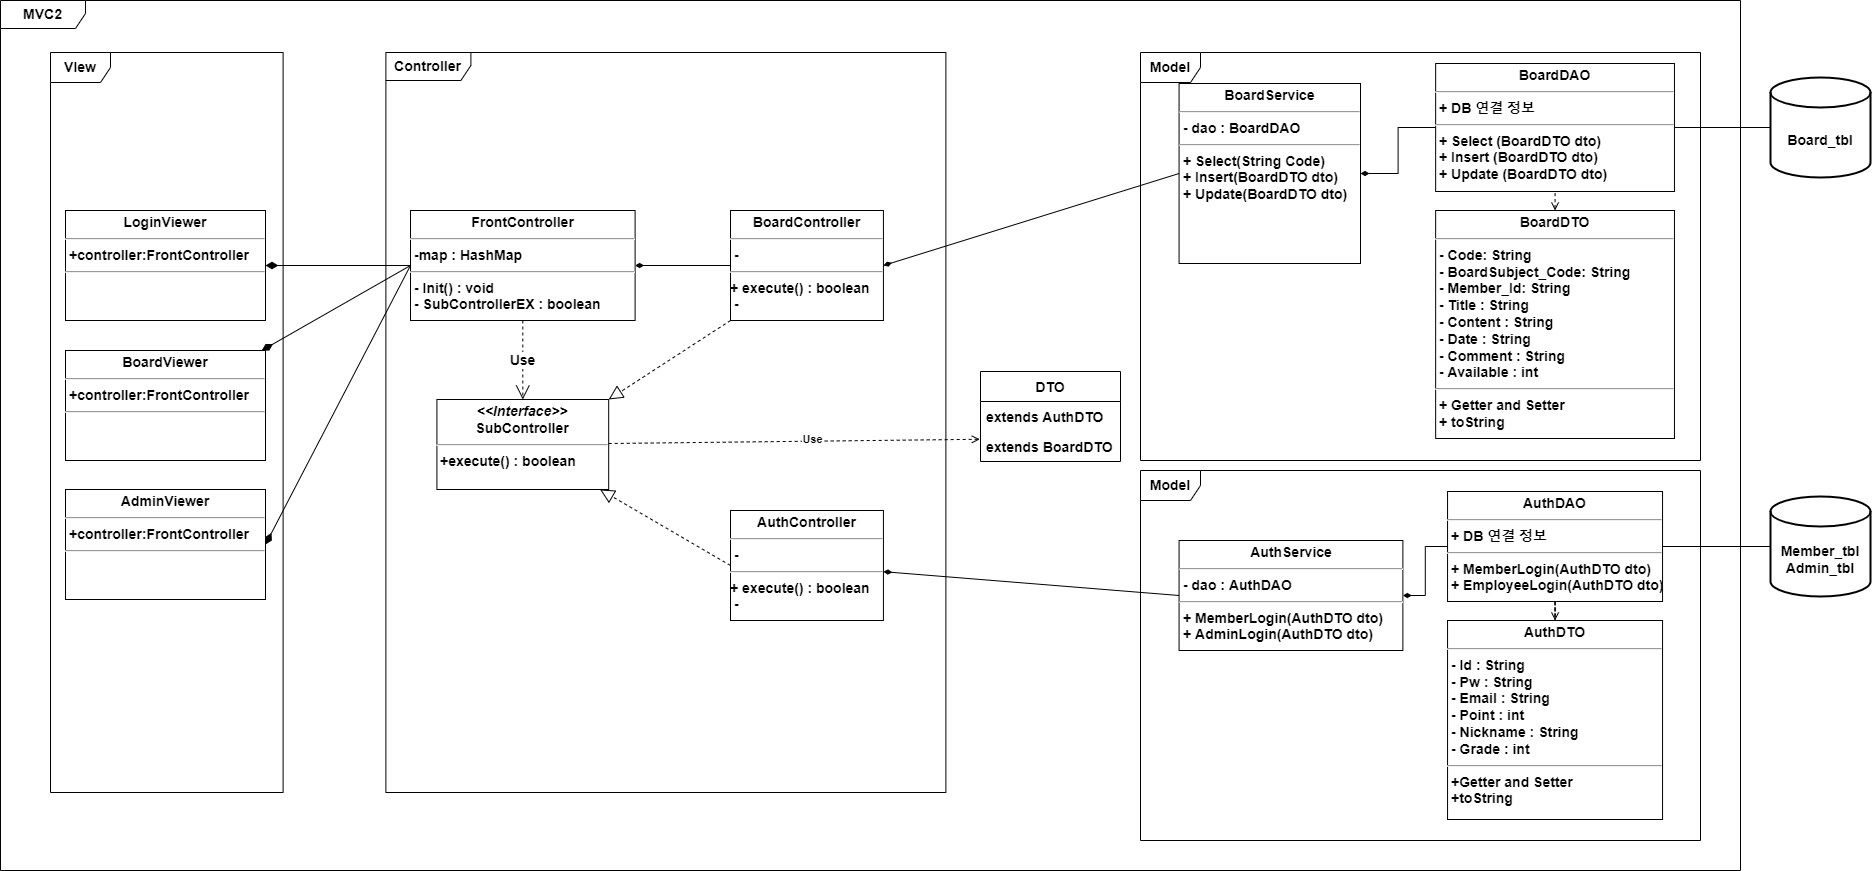 MVC2
View
LoginViewer
+controller:FrontController
BoardViewer
+controller:FrontController
AdminViewer
+controller:FrontController
Controller
FrontController
-map : HashMap
- Init() : void
- SubControllerEX : boolean
BoardController
-
+ execute() : boolean
-
Use
<<Interface>>
SubController
+execute() : boolean
Use
AuthController
-
+ execute() : boolean
-
DTO
extends AuthDTO
extends BoardDTO
Model
BoardService
- dao : BoardDAO
+ Select(String Code)
+ Insert(BoardDTO dto)
+ Update(BoardDTO dto)
BoardDAO
+ DB 연결 정보
+ Select (BoardDTO dto)
+ Insert (BoardDTO dto)
+ Update (BoardDTO dto)
BoardDTO
- Code: String
- BoardSubject_Code: String
- Member_Id: String
- Title : String
- Content : String
- Date : String
- Comment : String
- Available : int
+ Getter and Setter
+ toString
Board_tbl
Model
AuthService
- dao : AuthDAO
+ MemberLogin(AuthDTO dto)
+ AdminLogin(AuthDTO dto)
AuthDAO
+ DB 연결 정보
+ MemberLogin(AuthDTO dto)
+ EmployeeLogin(AuthDTO dto)
AuthDTO
- Id : String
- Pw : String
- Email : String
- Point : int
- Nickname : String
- Grade : int
+Getter and Setter
+toString
Member_tbl
Admin_tbl